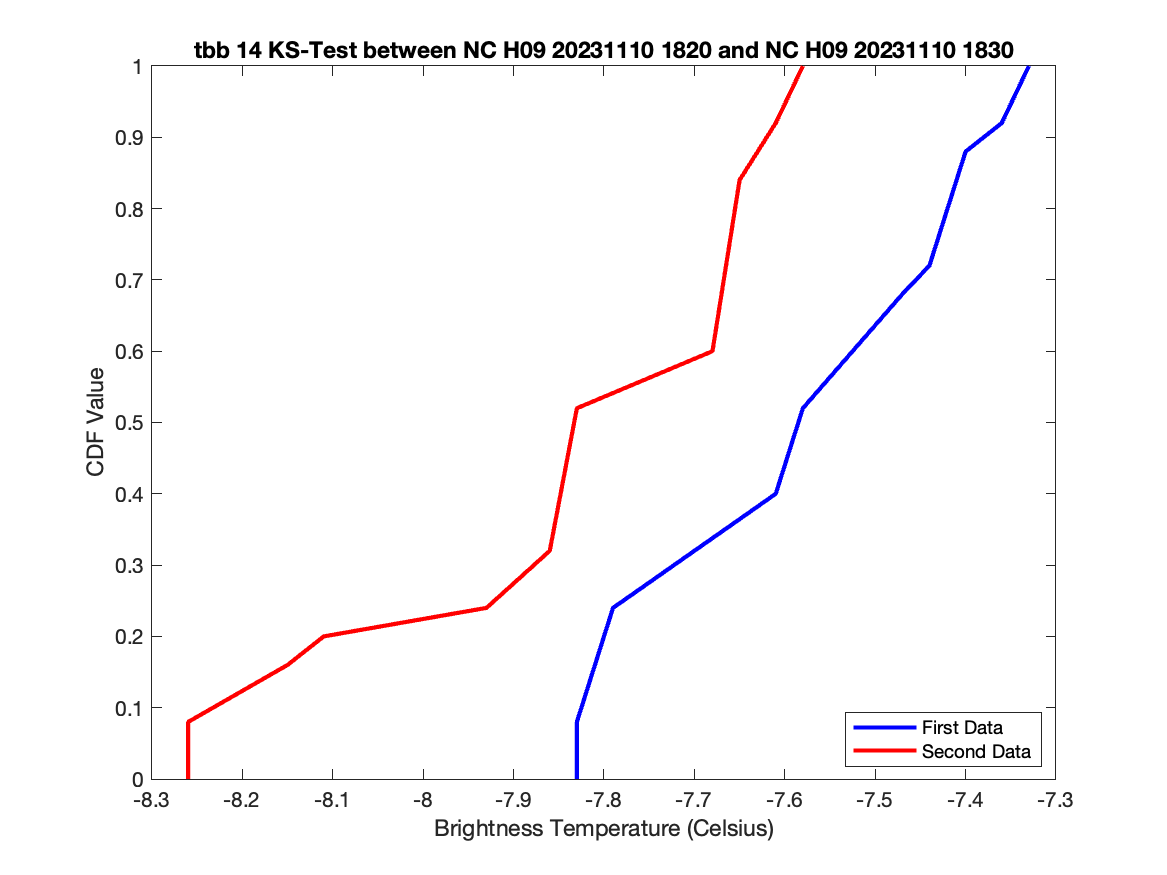 tbb 14 KS-Test between NC H09 20231110 1820 and NC H09 20231110 1830
1
0.9
0.8
0.7
0.6
0.5
0.4
0.3
0.2
0.1
0
CDF Value
First Data
Second Data
-8.3 -8.2 -8.1 -8 -7.9 -7.8 -7.7 -7.6 -7.5 -7.4 -7.3
Brightness Temperature (Celsius)